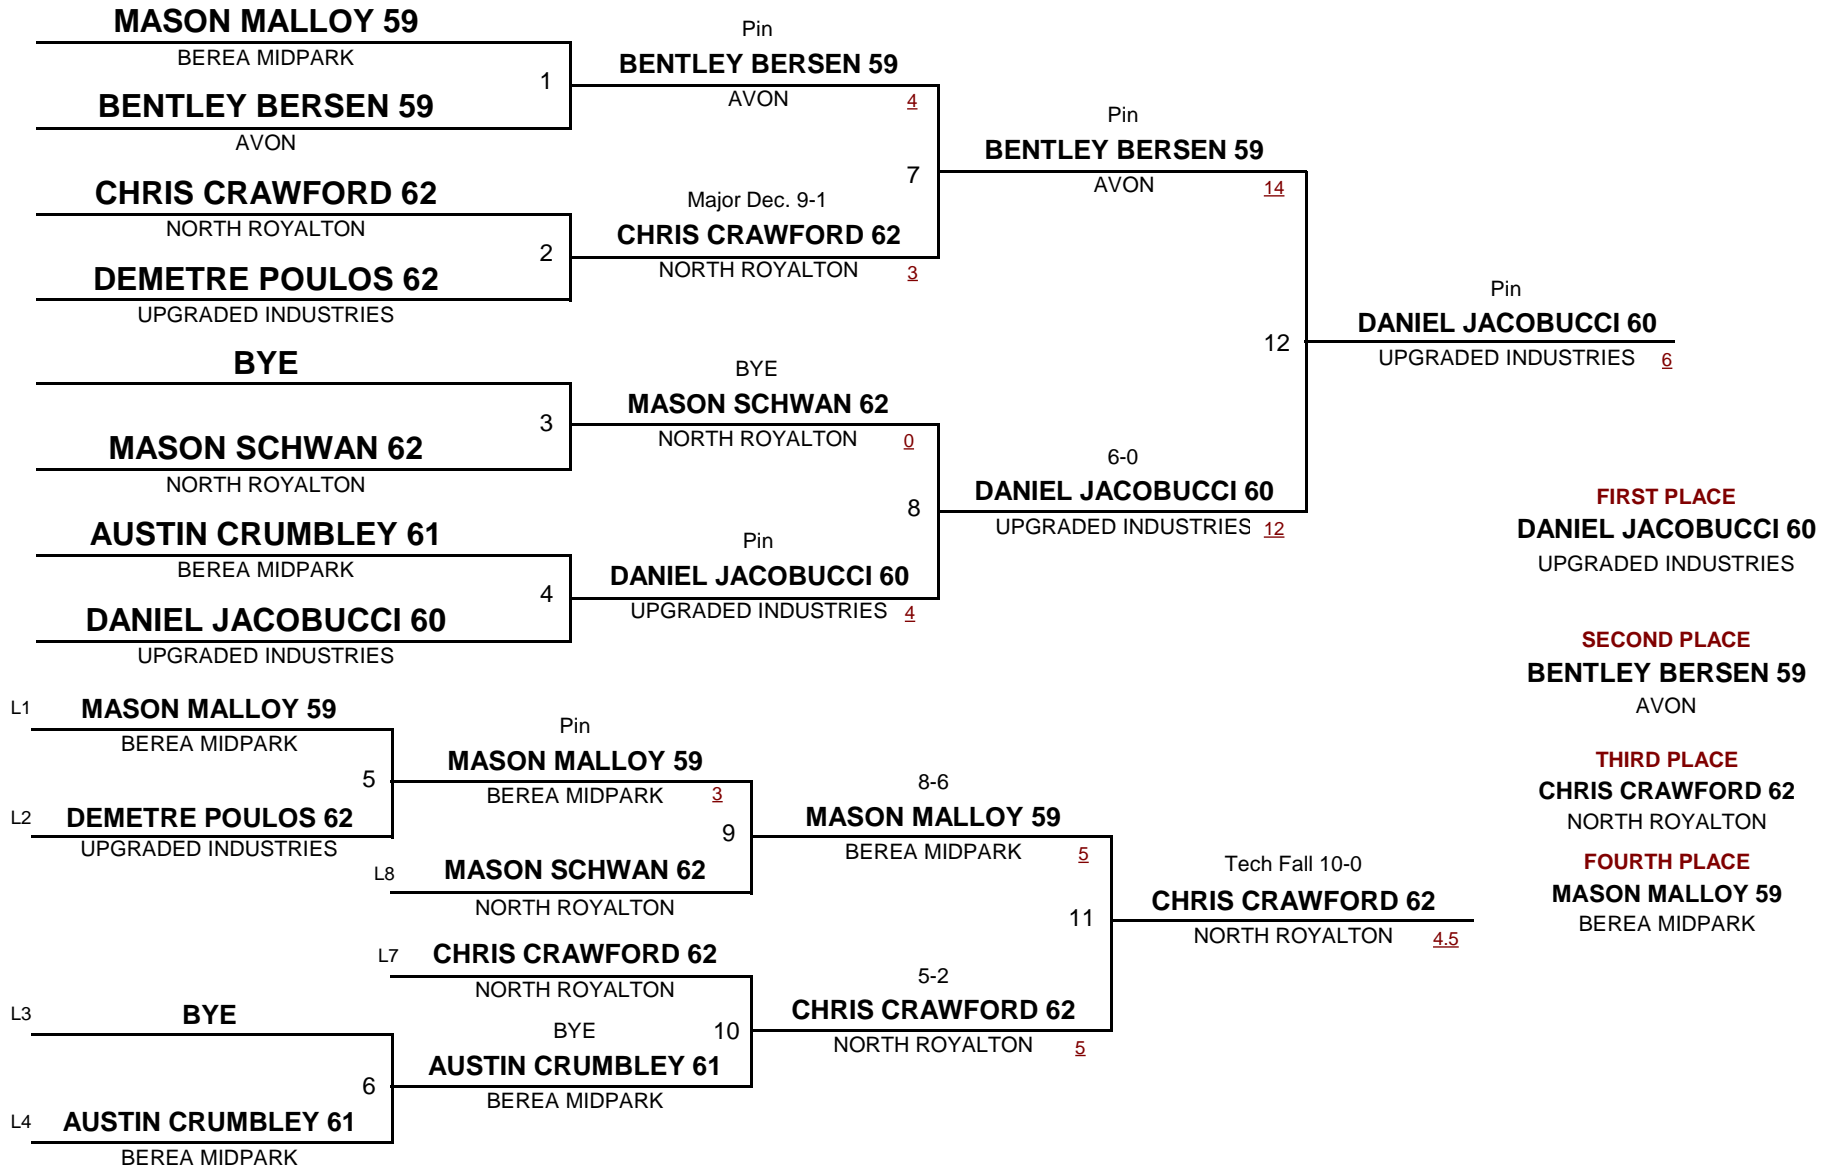 MASON MALLOY 59
BEREA MIDPARK
1
BENTLEY BERSEN 59
AVON
CHRIS CRAWFORD 62
NORTH ROYALTON
2
DEMETRE POULOS 62
UPGRADED INDUSTRIES
BYE
3
MASON SCHWAN 62
NORTH ROYALTON
AUSTIN CRUMBLEY 61
BEREA MIDPARK
4
DANIEL JACOBUCCI 60
UPGRADED INDUSTRIES
Pin
BENTLEY BERSEN 59
AVON 4
7
Major Dec. 9-1
CHRIS CRAWFORD 62
NORTH ROYALTON 3
BYE
MASON SCHWAN 62
NORTH ROYALTON 0
8
Pin
DANIEL JACOBUCCI 60
UPGRADED INDUSTRIES 4
Pin
BENTLEY BERSEN 59
AVON 14
12
6-0
DANIEL JACOBUCCI 60
UPGRADED INDUSTRIES 12
Pin
DANIEL JACOBUCCI 60
UPGRADED INDUSTRIES 6
L1 MASON MALLOY 59
BEREA MIDPARK
5
L2 DEMETRE POULOS 62
UPGRADED INDUSTRIES
L3 BYE
6
L4 AUSTIN CRUMBLEY 61
BEREA MIDPARK
Pin
MASON MALLOY 59
BEREA MIDPARK 3
9
L8 MASON SCHWAN 62
NORTH ROYALTON
L7 CHRIS CRAWFORD 62
NORTH ROYALTON
10
BYE
AUSTIN CRUMBLEY 61
BEREA MIDPARK
8-6
MASON MALLOY 59
BEREA MIDPARK 5
11
5-2
CHRIS CRAWFORD 62
NORTH ROYALTON 5
Tech Fall 10-0
CHRIS CRAWFORD 62
NORTH ROYALTON 4.5
FIRST PLACE
DANIEL JACOBUCCI 60
UPGRADED INDUSTRIES
SECOND PLACE
BENTLEY BERSEN 59
AVON
THIRD PLACE
CHRIS CRAWFORD 62
NORTH ROYALTON
FOURTH PLACE
MASON MALLOY 59
BEREA MIDPARK